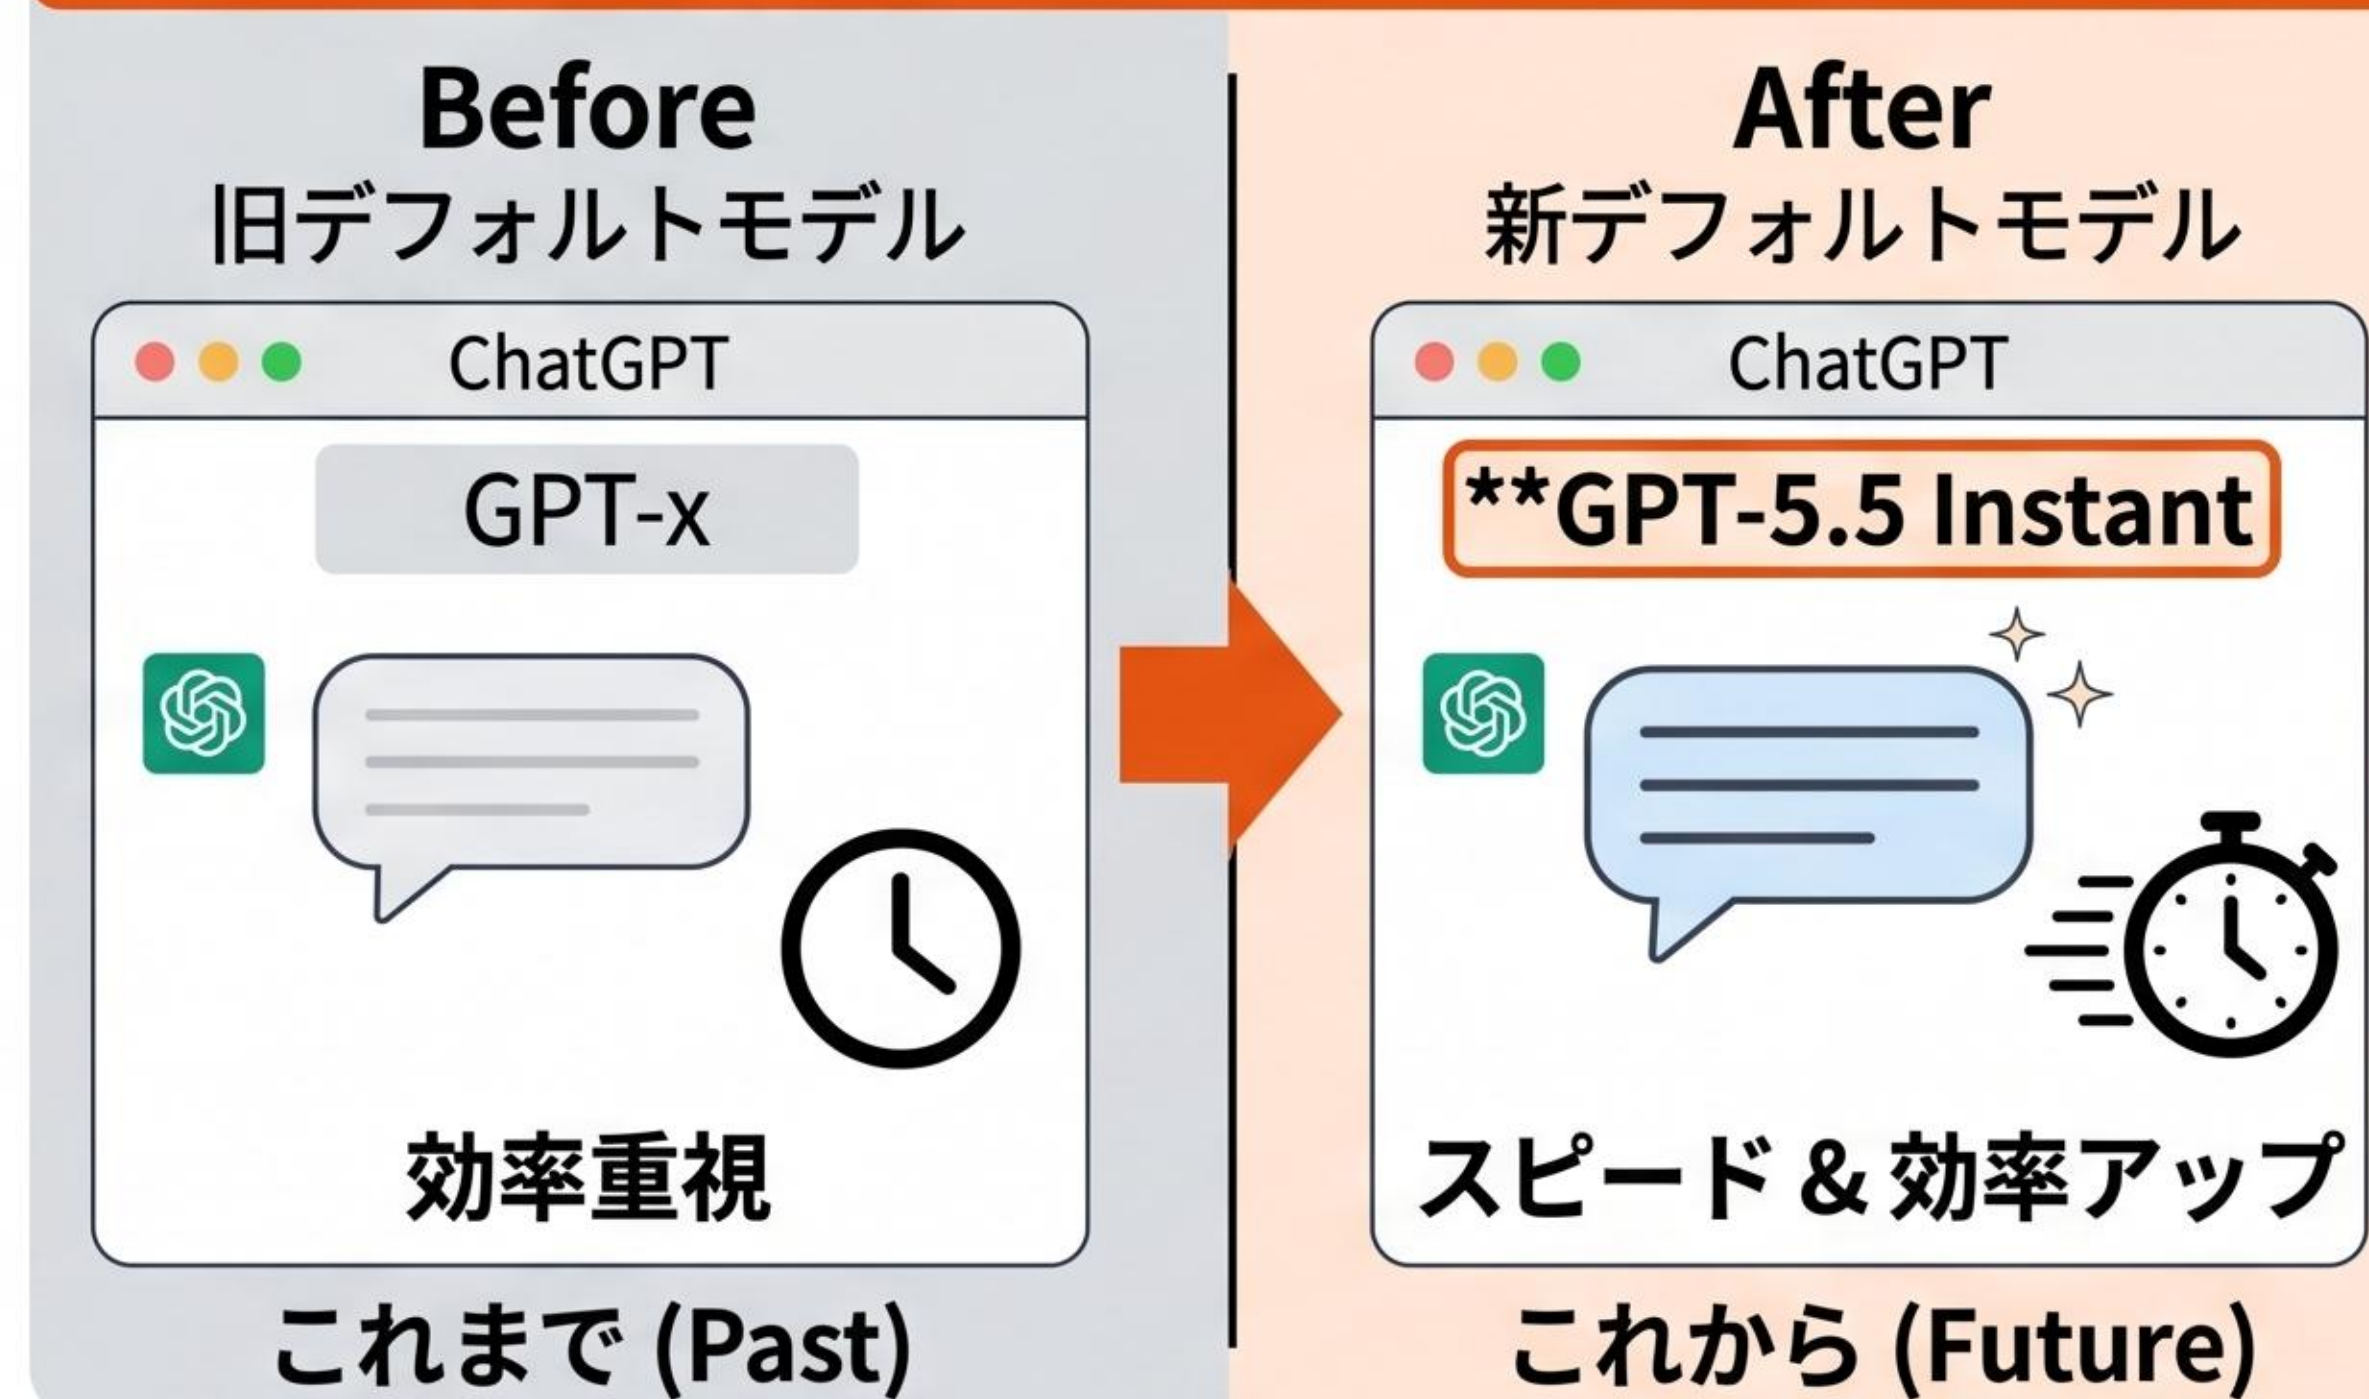 Before
旧デフォルトモデル
ChatGPT
GPT-x
効率重視
これまで (Past)
After
新デフォルトモデル
ChatGPT
**GPT-5.5 Instant
スピード & 効率アップ
これから (Future)